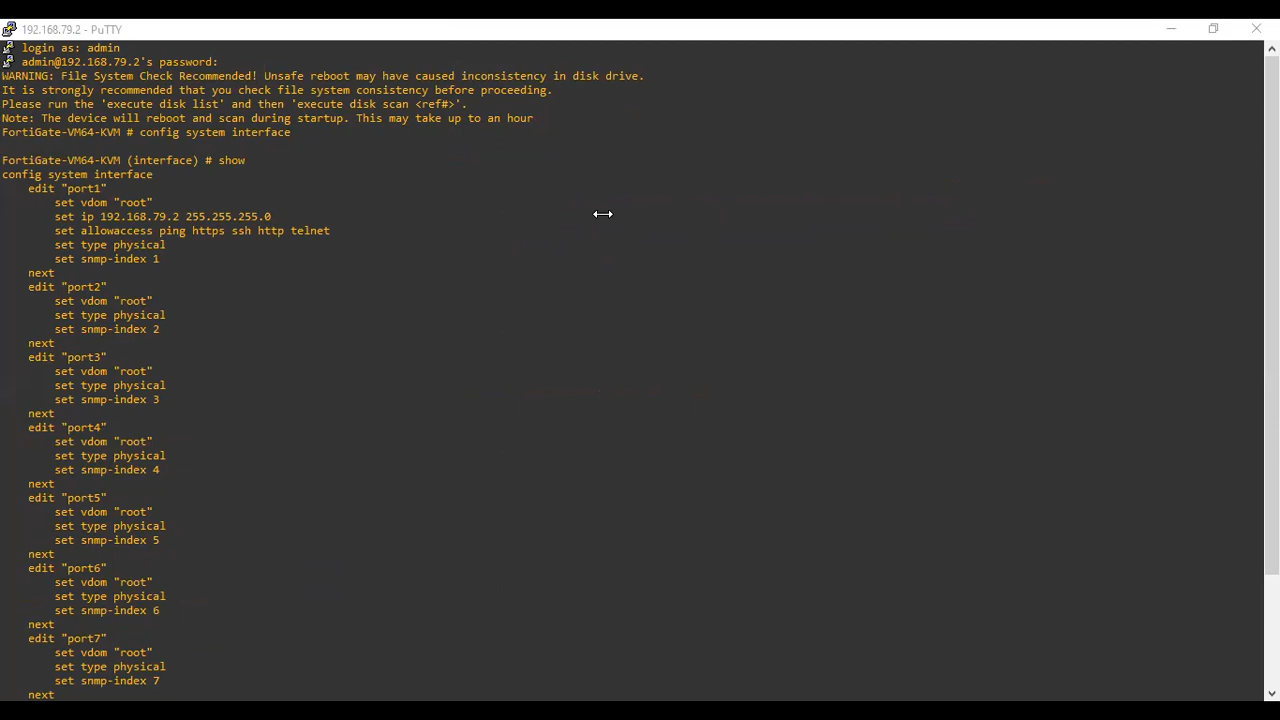 192.168.79.2 - PuTTY
login as: admin
admin@192.168.79.2's password:
WARNING: File System Check Recommended! Unsafe reboot may have caused inconsistency in disk drive.
It is strongly recommended that you check file system consistency before proceeding.
Please run the 'execute disk list' and then 'execute disk scan <ref#>'.
Note: The device will reboot and scan during startup. This may take up to an hour
FortiGate-VM64-KVM # config system interface
FortiGate-VM64-KVM (interface) # show
config system interface
    edit "port1"
        set vdom "root"
        set ip 192.168.79.2 255.255.255.0
        set allowaccess ping https ssh http telnet
        set type physical
        set snmp-index 1
    next
    edit "port2"
        set vdom "root"
        set type physical
        set snmp-index 2
    next
    edit "port3"
        set vdom "root"
        set type physical
        set snmp-index 3
    next
    edit "port4"
        set vdom "root"
        set type physical
        set snmp-index 4
    next
    edit "port5"
        set vdom "root"
        set type physical
        set snmp-index 5
    next
    edit "port6"
        set vdom "root"
        set type physical
        set snmp-index 6
    next
    edit "port7"
        set vdom "root"
        set type physical
        set snmp-index 7
    next